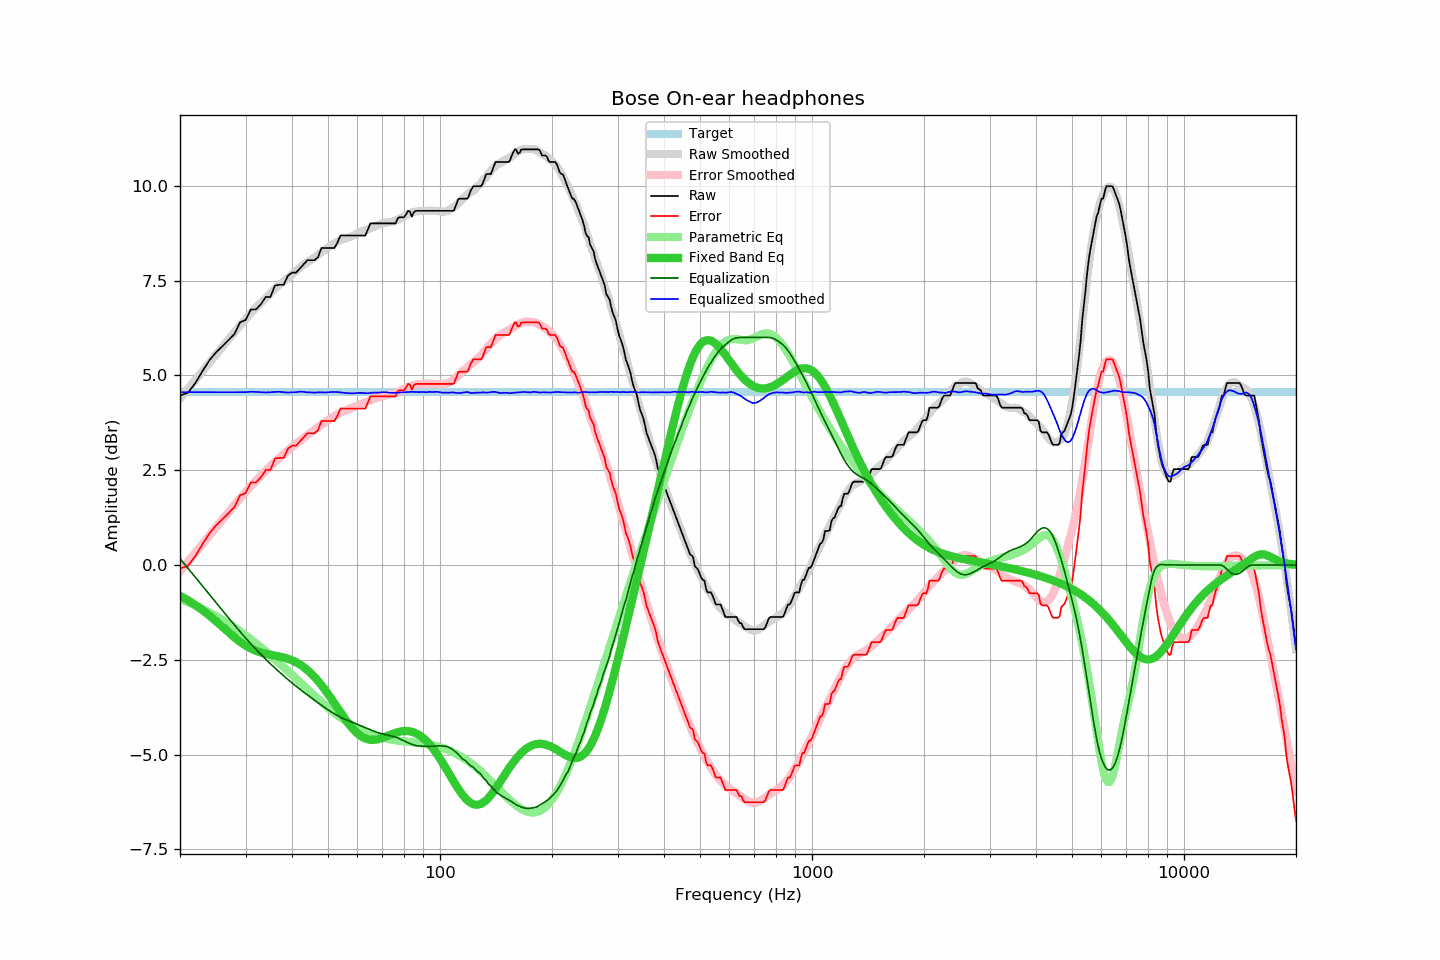 Bose On-ear headphones
Target
Raw Smoothed
Error Smoothed
Raw
Error
Parametric Eq
Fixed Band Eq
Equalization
Equalized smoothed
10.0
7.5
5.0
2.5
0.0
−2.5
−5.0
−7.5
Amplitude (dBr)
100
1000
10000
Frequency (Hz)